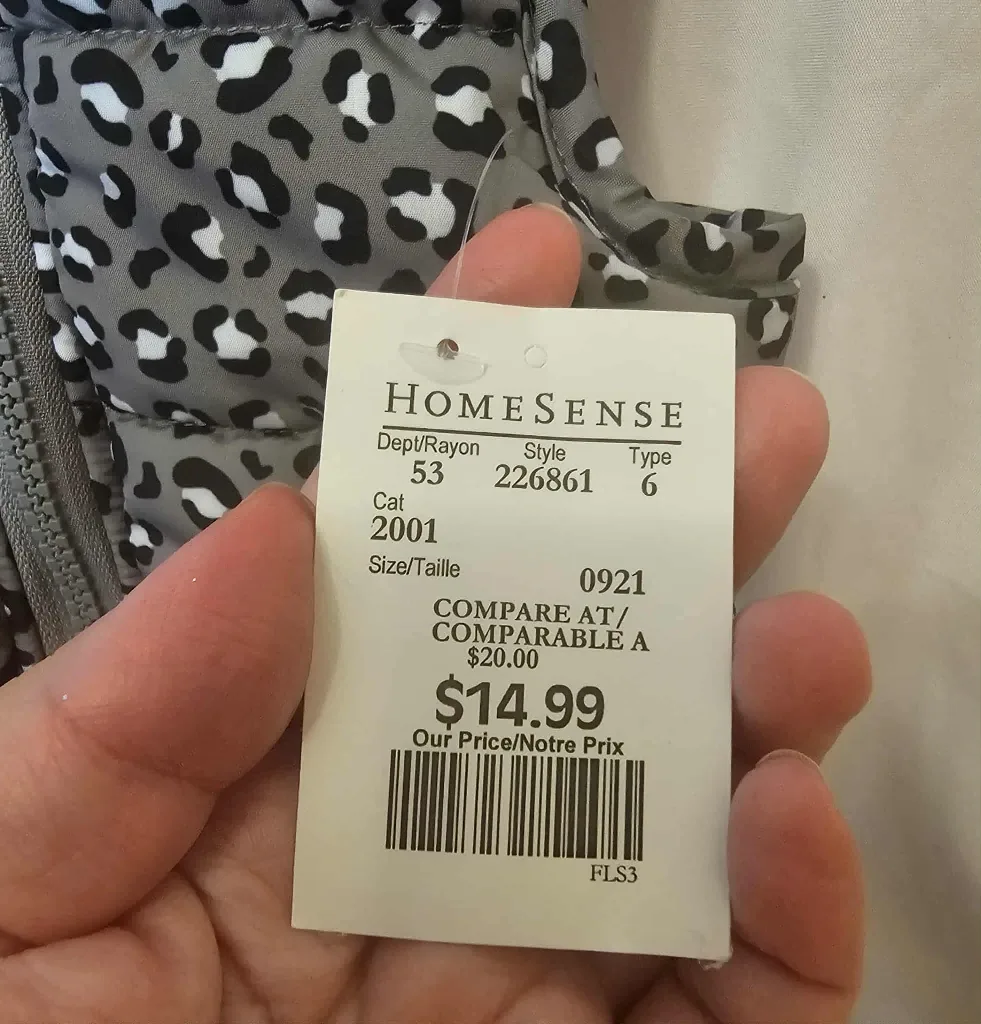 HOMESENSE
Dept/Rayon Style Type
53 226861 6
Cat
2001
Size/Taille
0921
COMPARE AT/
COMPARABLE A
$20.00
$14.99
Our Price/Notre Prix
FLS3